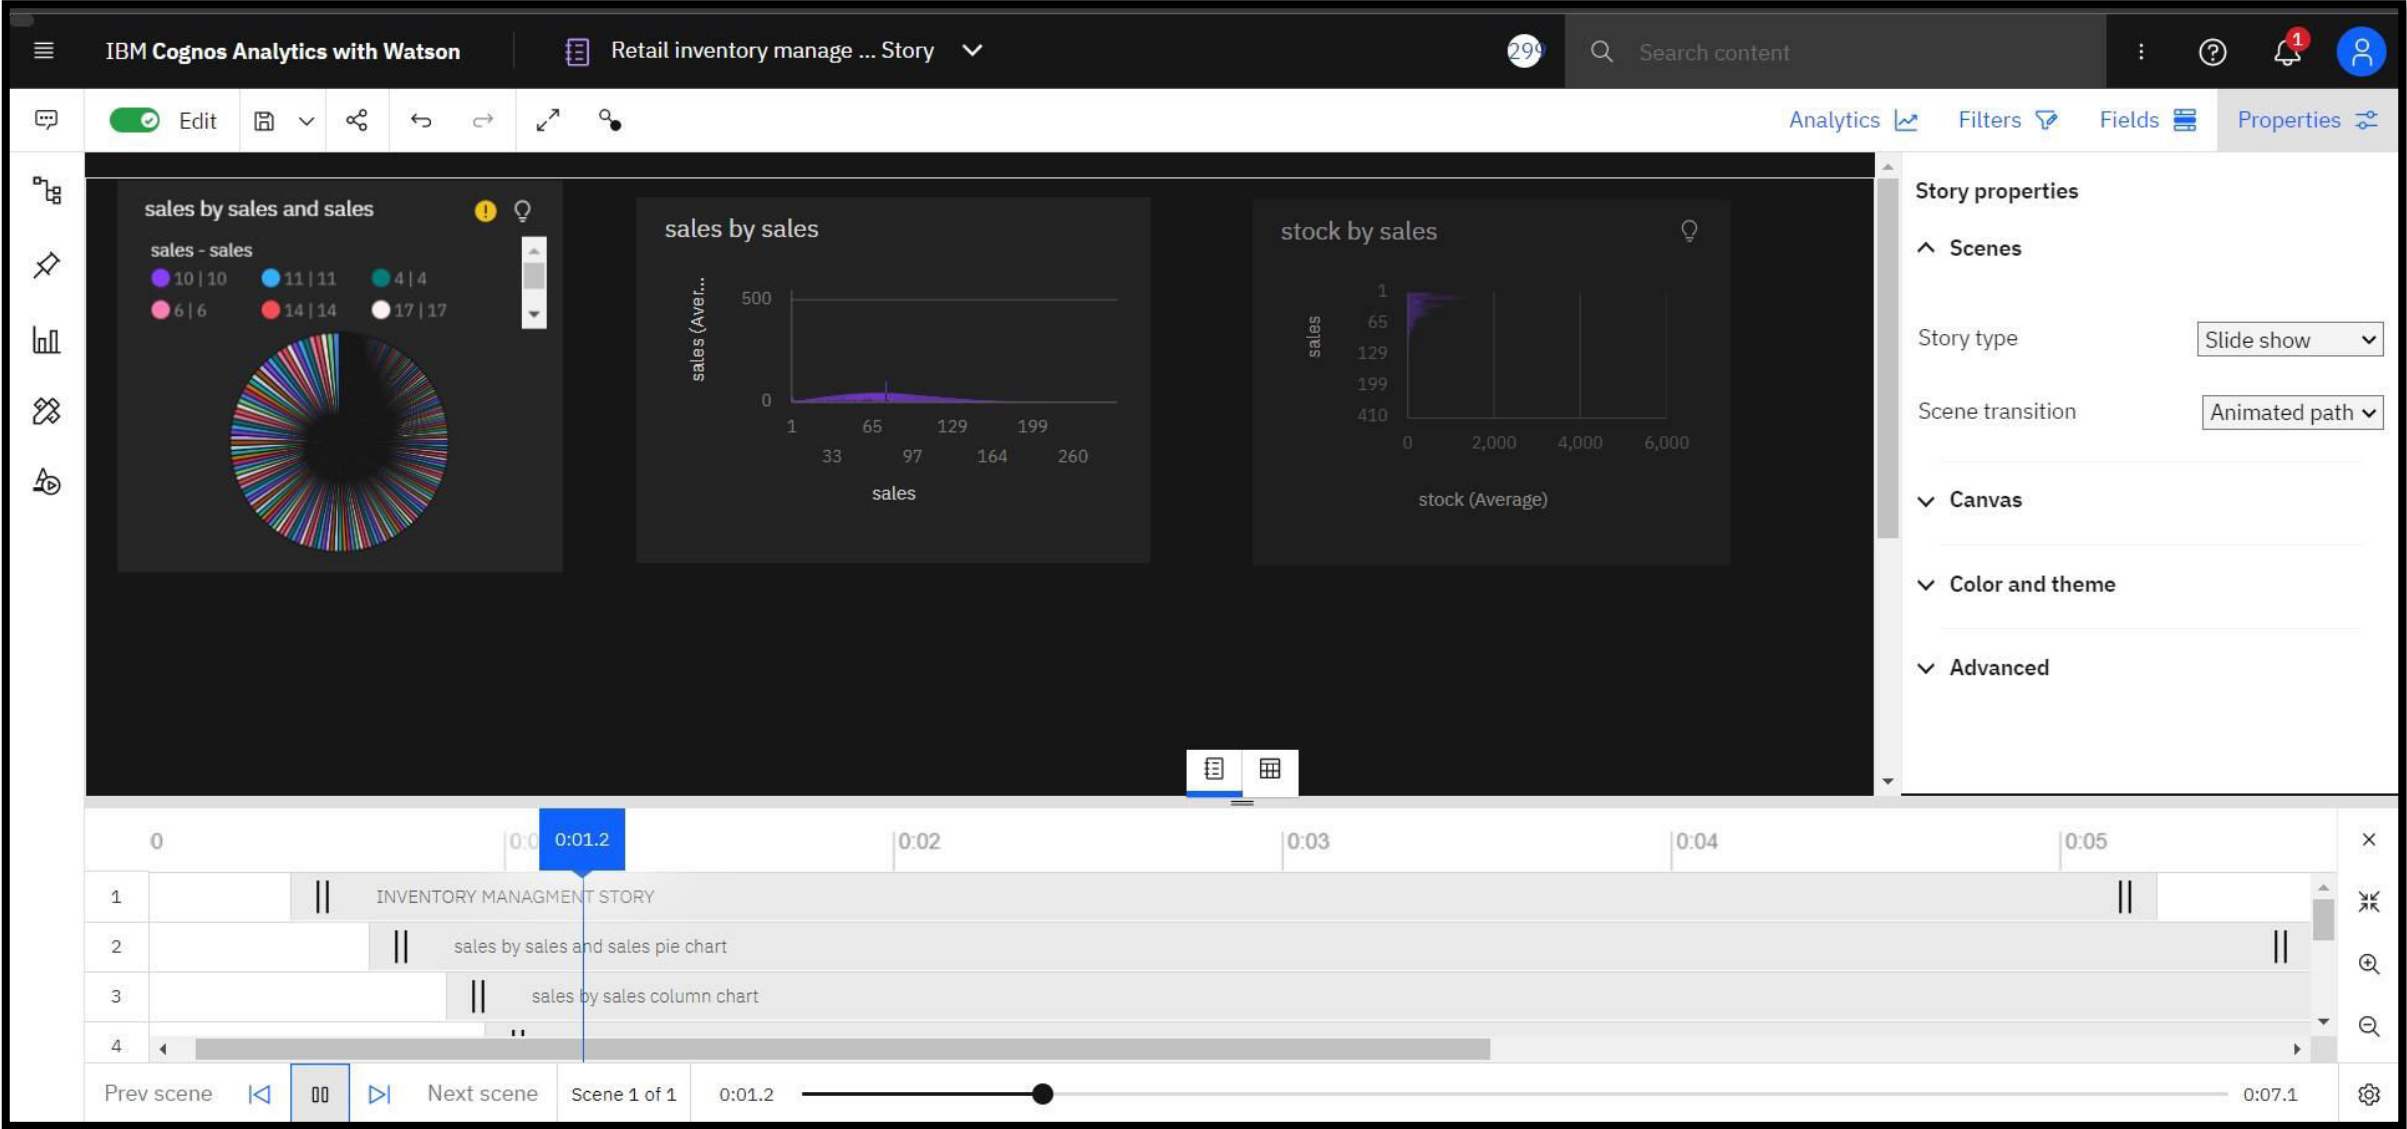 IBM Cognos Analytics with Watson
Retail inventory manage ... Story
299
Search content
1
Edit
Analytics
Filters
Fields
Properties
sales by sales and sales
sales - sales
10 | 10
11 | 11
4 | 4
6 | 6
14 | 14
17 | 17
sales by sales
sales (Aver...
500
0
1
65
129
199
33
97
164
260
sales
stock by sales
sales
1
65
129
199
410
0
2,000
4,000
6,000
stock (Average)
Story properties
Scenes
Story type
Slide show
Scene transition
Animated path
Canvas
Color and theme
Advanced
0
0:0
0:01.2
0:02
0:03
0:04
0:05
1
INVENTORY MANAGMENT STORY
2
sales by sales and sales pie chart
3
sales by sales column chart
4
Prev scene
Next scene
Scene 1 of 1
0:01.2
0:07.1